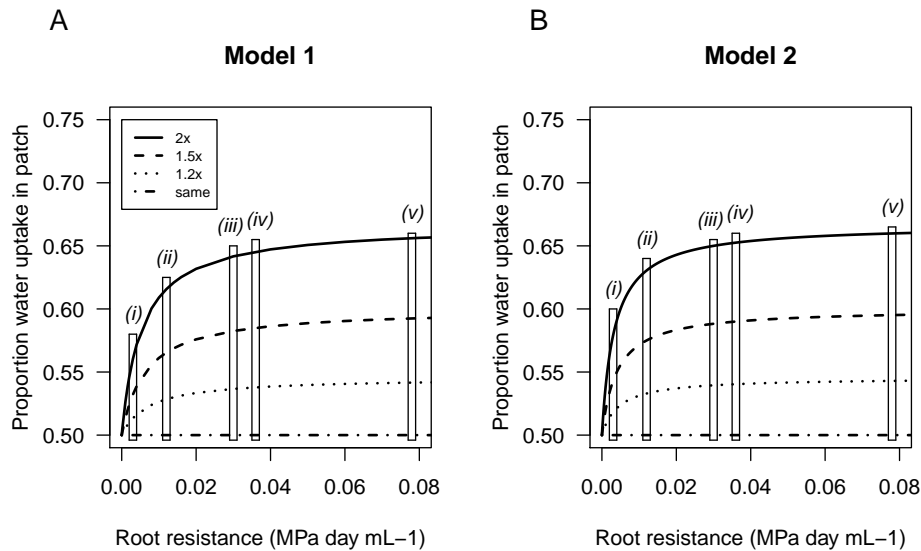 A
Model 1
Proportion water uptake in patch
0.75
0.70
0.65
0.60
0.55
0.50
2x
1.5x
1.2x
same
(i)
(ii)
(iii)
(iv)
(v)
0.00
0.02
0.04
0.06
0.08
Root resistance (MPa day mL−1)
B
Model 2
Proportion water uptake in patch
0.75
0.70
0.65
0.60
0.55
0.50
(i)
(ii)
(iii)
(iv)
(v)
0.00
0.02
0.04
0.06
0.08
Root resistance (MPa day mL−1)